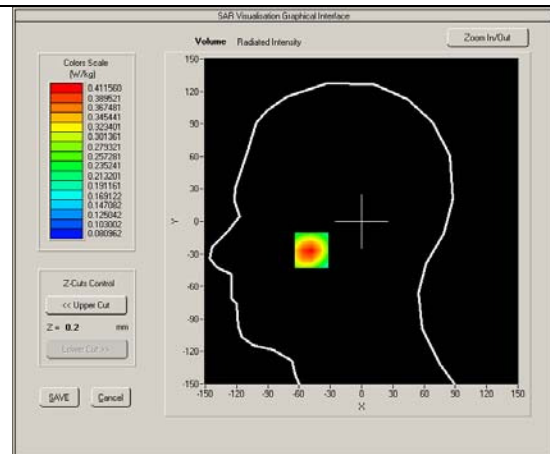 SAR Visualisation Graphical Interface
Volume Radiated Intensity
Zoom In/Out
Colors Scale
(W/kg)
0.411560
0.389521
0.367481
0.345441
0.323401
0.301361
0.279321
0.257281
0.235241
0.213201
0.191161
0.169122
0.147082
0.125042
0.103002
0.080962
Z-Cuts Control
<< Upper Cut
Z = 0.2 mm
Lower Cut >>
SAVE Cancel
150
120
90
60
30
0
-30
-60
-90
-120
-150
Y
-150 -120 -90 -60 -30 0 30 60 90 120 150
X